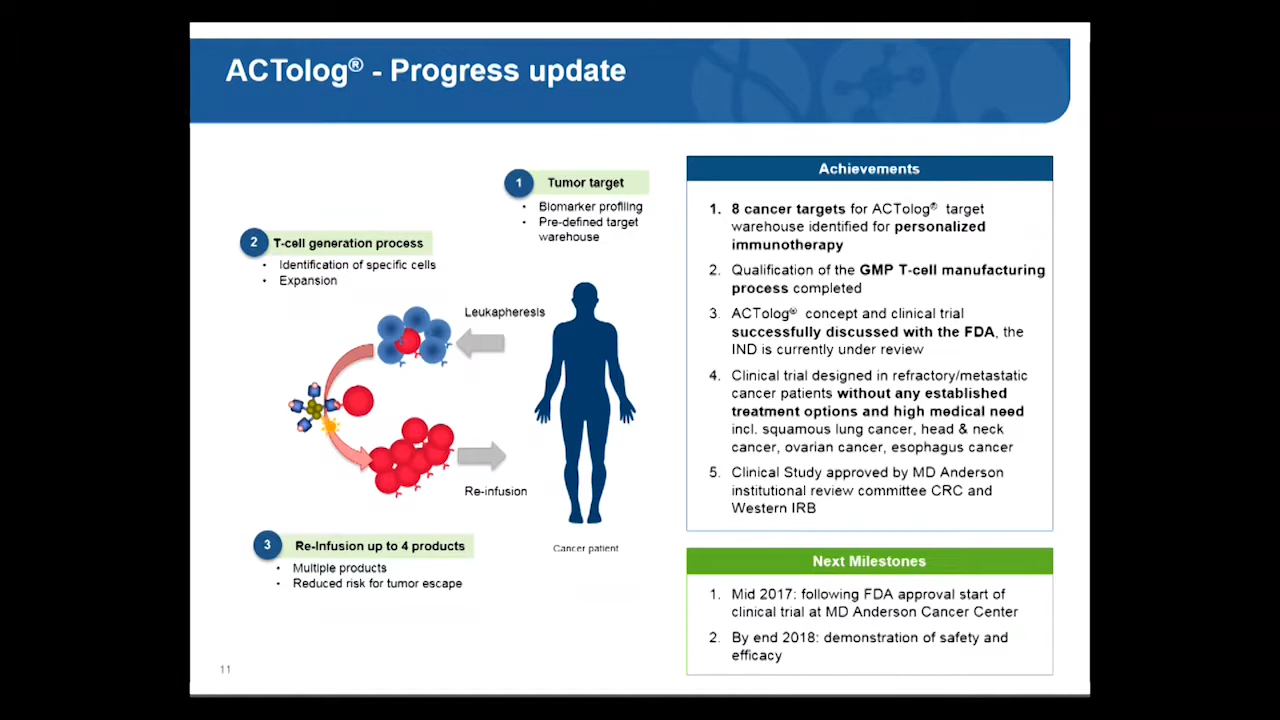 ACTolog® - Progress update
1
Tumor target
• Biomarker profiling
• Pre-defined target
warehouse
2
T-cell generation process
• Identification of specific cells
• Expansion
Leukapheresis
Re-infusion
3
Re-Infusion up to 4 products
• Multiple products
• Reduced risk for tumor escape
Cancer patient
Achievements
1. 8 cancer targets for ACTolog® target
warehouse identified for personalized
immunotherapy
2. Qualification of the GMP T-cell manufacturing
process completed
3. ACTolog® concept and clinical trial
successfully discussed with the FDA, the
IND is currently under review
4. Clinical trial designed in refractory/metastatic
cancer patients without any established
treatment options and high medical need
incl. squamous lung cancer, head & neck
cancer, ovarian cancer, esophagus cancer
5. Clinical Study approved by MD Anderson
institutional review committee CRC and
Western IRB
Next Milestones
1. Mid 2017: following FDA approval start of
clinical trial at MD Anderson Cancer Center
2. By end 2018: demonstration of safety and
efficacy
11